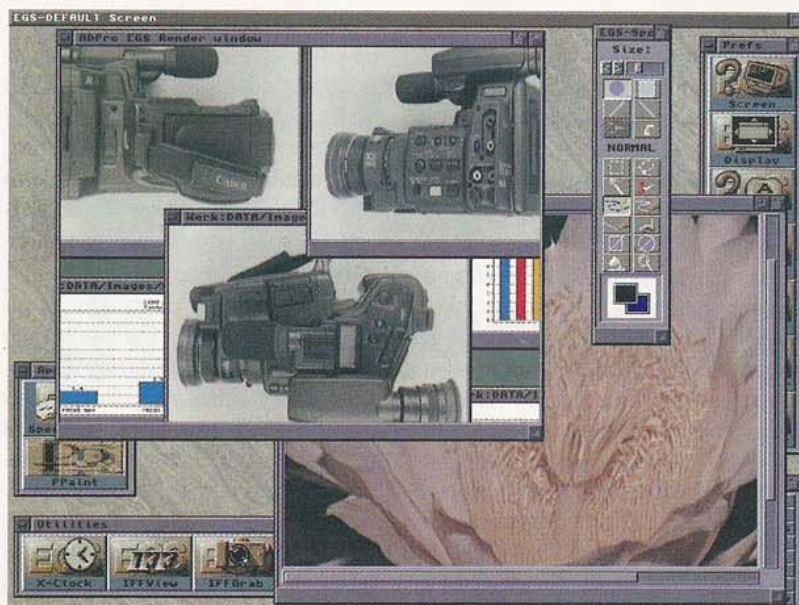 EGS-DEFAULT Screen
ADPro EGS Render window
EGS-Spa
Size:
NORMAL
Prefs
Screen
Display
A
Canon
Werk:DATA/Image
:DATA/Images/
k:DATA/I
PPaint
Utilities
X-Clock
IFFView
IFFGrab